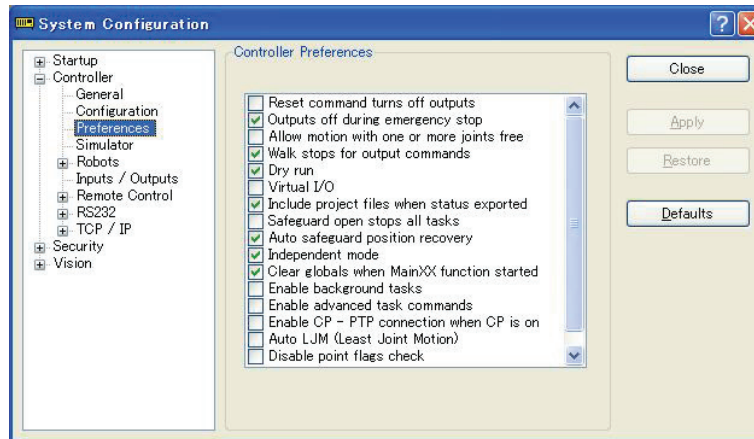 System Configuration
Startup
Controller
General
Configuration
Preferences
Simulator
Robots
Inputs / Outputs
Remote Control
RS232
TCP / IP
Security
Vision
Controller Preferences
Reset command turns off outputs
Outputs off during emergency stop
Allow motion with one or more joints free
Walk stops for output commands
Dry run
Virtual I/O
Include project files when status exported
Safeguard open stops all tasks
Auto safeguard position recovery
Independent mode
Clear globals when MainXX function started
Enable background tasks
Enable advanced task commands
Enable CP - PTP connection when CP is on
Auto LJM (Least Joint Motion)
Disable point flags check
Close
Apply
Restore
Defaults